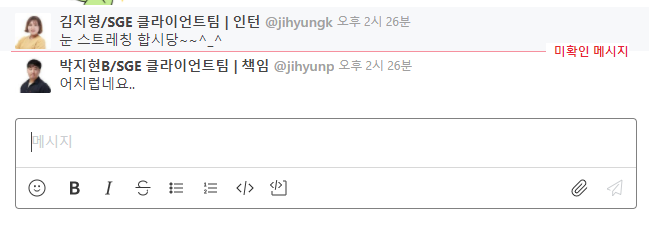 김지형/SGE 클라이언트팀 | 인턴 @jihyungk 오후 2시 26분
눈 스트레칭 합시당~~^_^
미확인 메시지
박지현B/SGE 클라이언트팀 | 책임 @jihyunp 오후 2시 26분
어지럽네요..
메시지
B I S